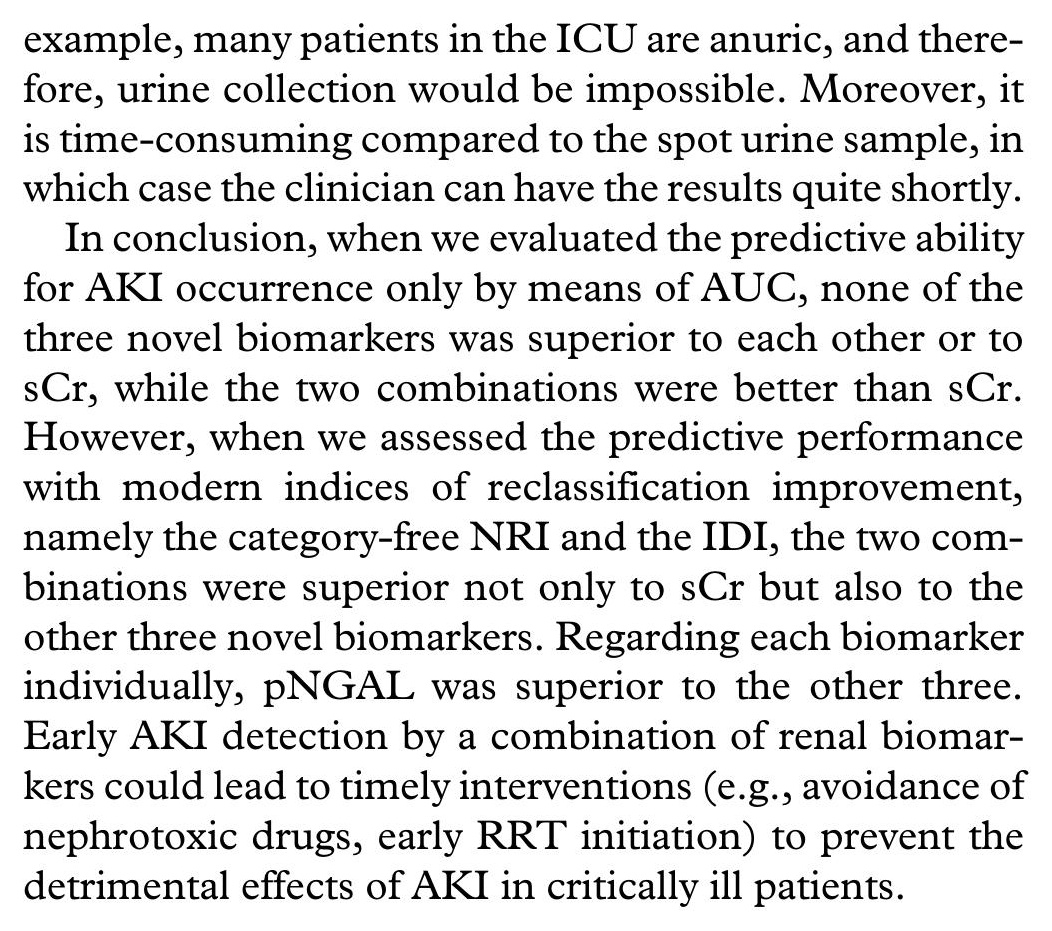 example, many patients in the ICU are anuric, and there-
fore, urine collection would be impossible. Moreover, it
is time-consuming compared to the spot urine sample, in
which case the clinician can have the results quite shortly.
In conclusion, when we evaluated the predictive ability
for AKI occurrence only by means of AUC, none of the
three novel biomarkers was superior to each other or to
sCr, while the two combinations were better than sCr.
However, when we assessed the predictive performance
with modern indices of reclassification improvement,
namely the category-free NRI and the IDI, the two com-
binations were superior not only to sCr but also to the
other three novel biomarkers. Regarding each biomarker
individually, pNGAL was superior to the other three.
Early AKI detection by a combination of renal biomar-
kers could lead to timely interventions (e.g., avoidance of
nephrotoxic drugs, early RRT initiation) to prevent the
detrimental effects of AKI in critically ill patients.